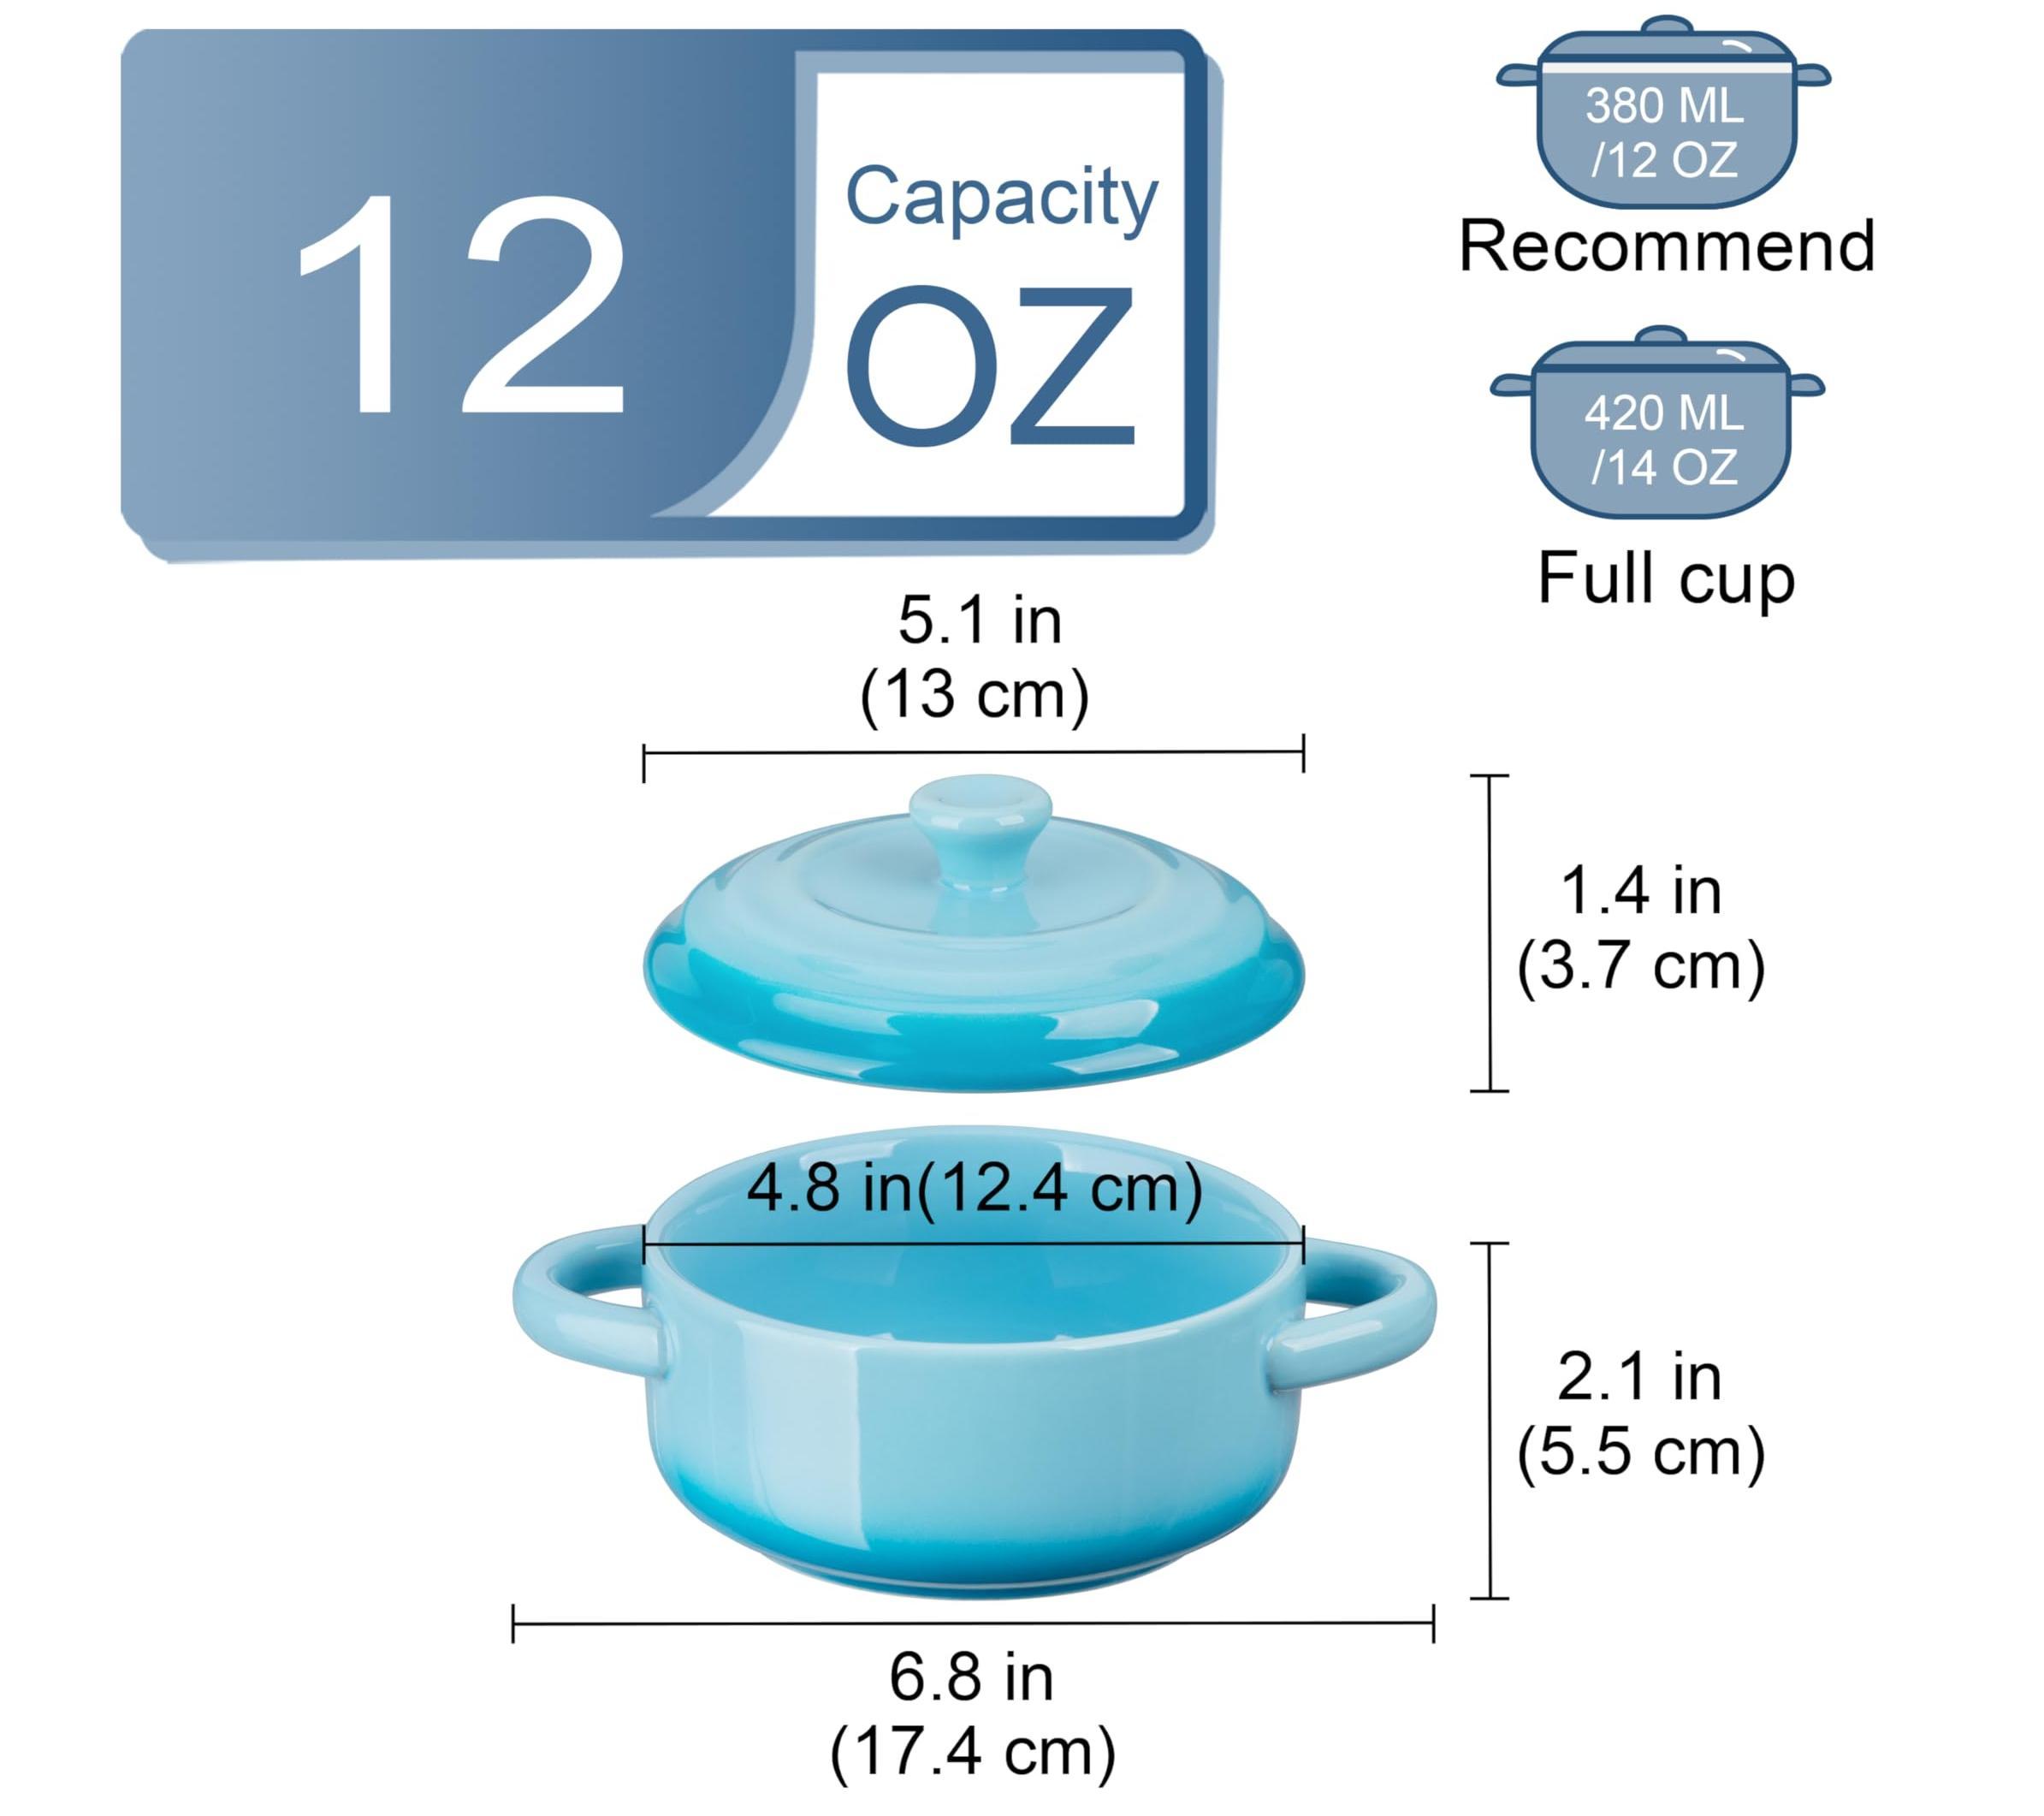 12
Capacity
OZ
380 ML
/12 OZ
Recommend
420 ML
/14 OZ
Full cup
5.1 in
(13 cm)
1.4 in
(3.7 cm)
4.8 in(12.4 cm)
2.1 in
(5.5 cm)
6.8 in
(17.4 cm)